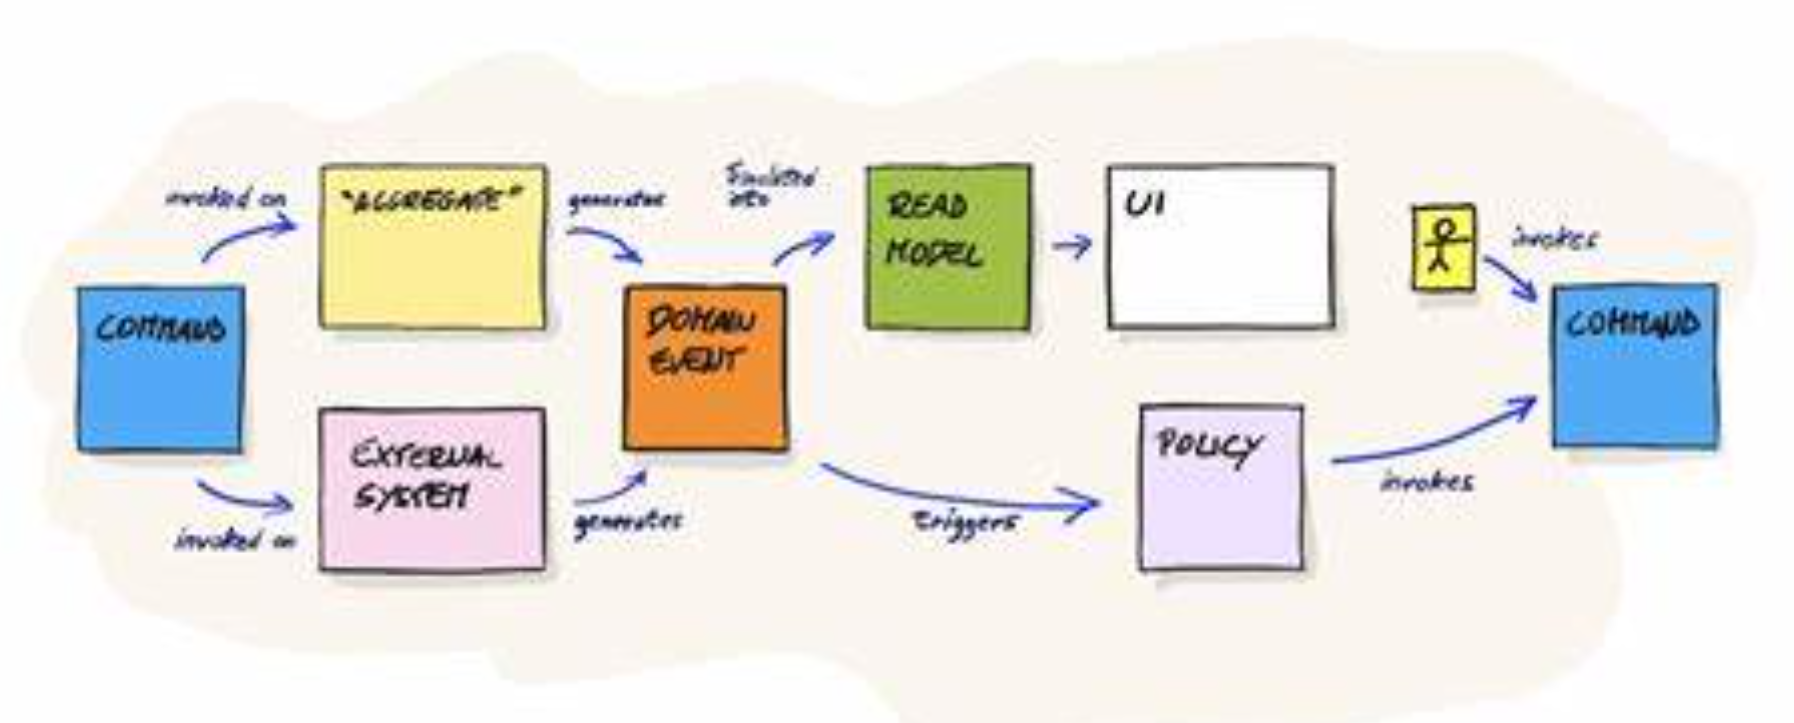 invoked on
"AGGREGATE"
generates
into
READ
MODEL
UI
invokes
COMMAND
DOMAIN
EVENT
COMMAND
EXTERNAL
SYSTEM
POLICY
invoked on
generates
triggers
invokes